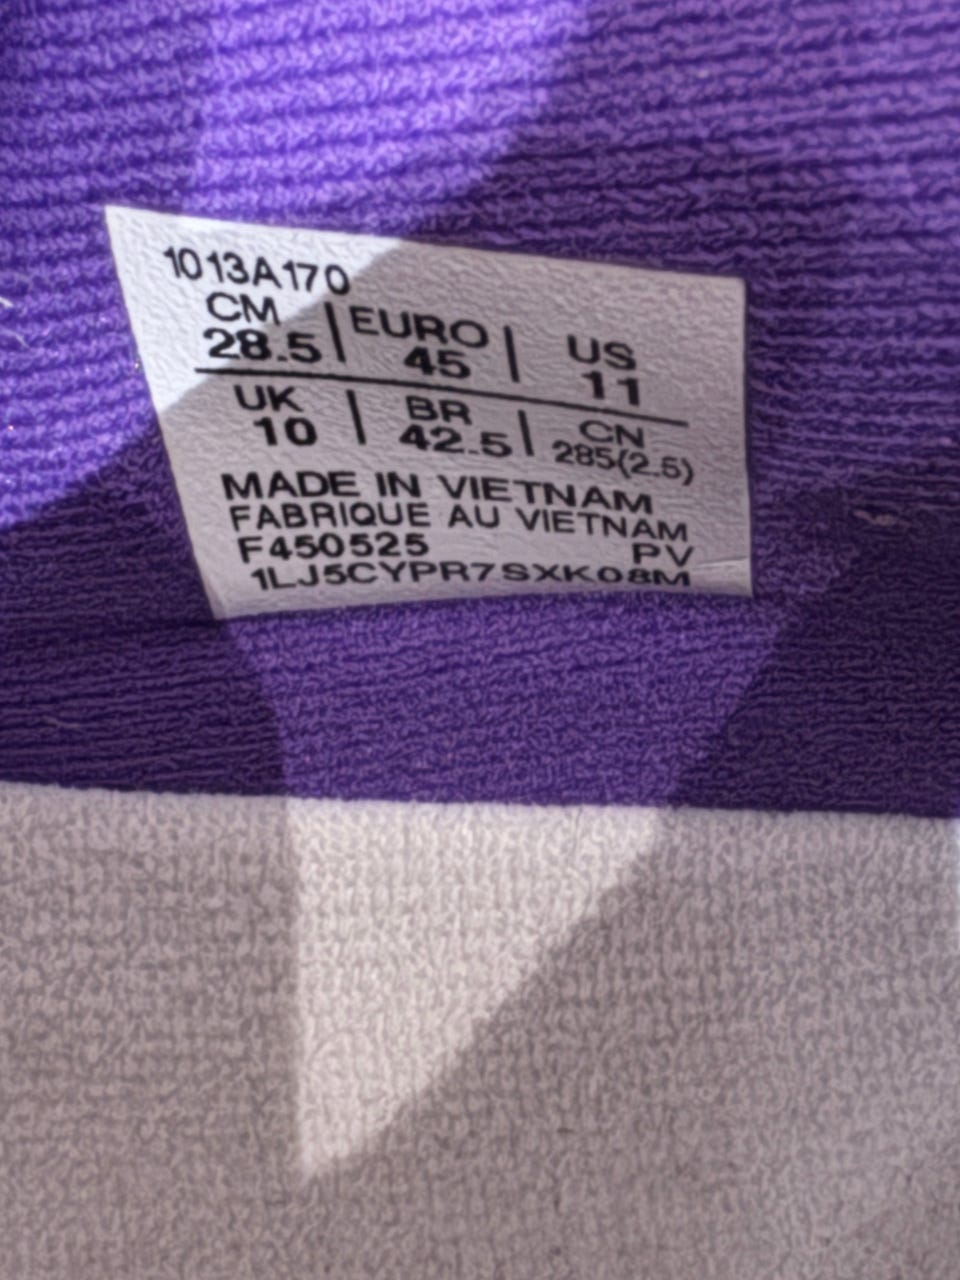 1013A170
CM | EURO | US
28.5 | 45 | 11
UK | BR | CN
10 | 42.5 | 285(2.5)
MADE IN VIETNAM
FABRIQUE AU VIETNAM
F450525 PV
1LJ5CYPR7SXK08M